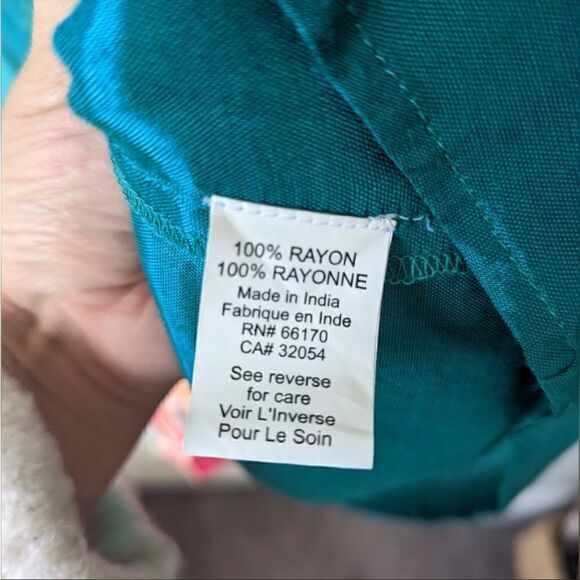 100% RAYON
100% RAYONNE
Made in India
Fabrique en Inde
RN# 66170
CA# 32054
See reverse
for care
Voir L'Inverse
Pour Le Soin